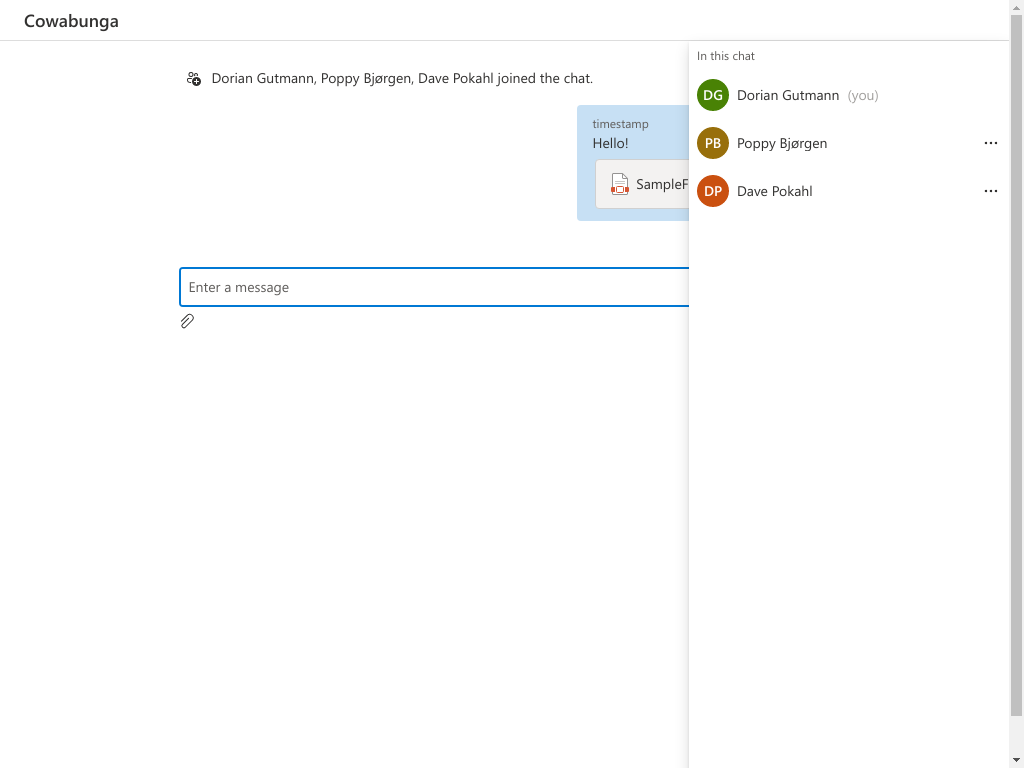 Cowabunga
Dorian Gutmann, Poppy Bjørgen, Dave Pokahl joined the chat.
timestamp
Hello!
SampleF
Enter a message
In this chat
DG Dorian Gutmann (you)
PB Poppy Bjørgen
DP Dave Pokahl